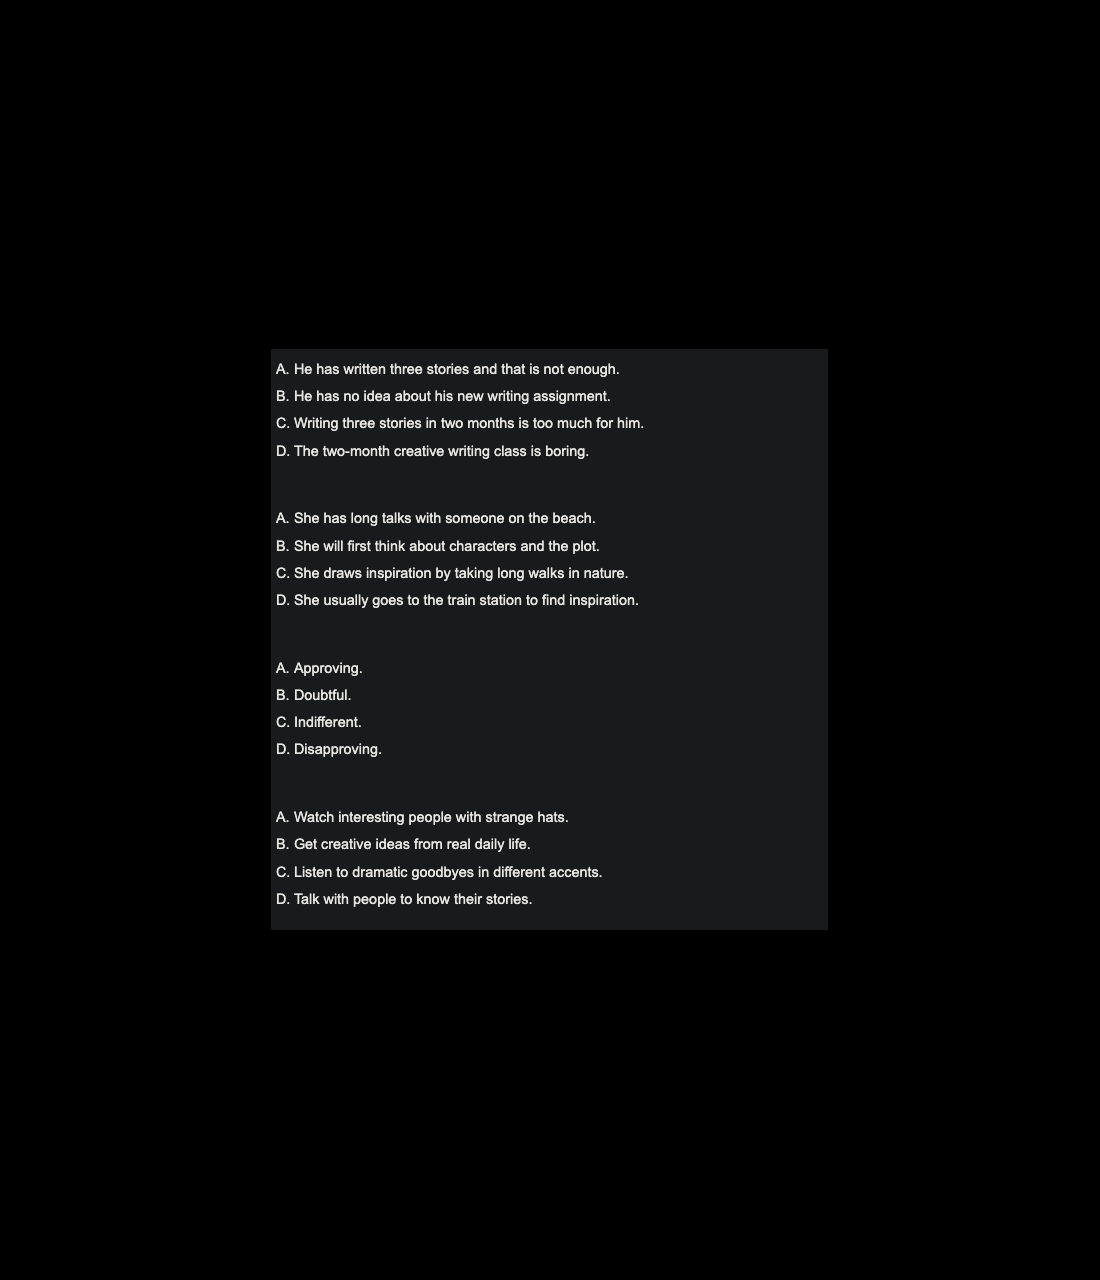 A. He has written three stories and that is not enough.
B. He has no idea about his new writing assignment.
C. Writing three stories in two months is too much for him.
D. The two-month creative writing class is boring.
A. She has long talks with someone on the beach.
B. She will first think about characters and the plot.
C. She draws inspiration by taking long walks in nature.
D. She usually goes to the train station to find inspiration.
A. Approving.
B. Doubtful.
C. Indifferent.
D. Disapproving.
A. Watch interesting people with strange hats.
B. Get creative ideas from real daily life.
C. Listen to dramatic goodbyes in different accents.
D. Talk with people to know their stories.